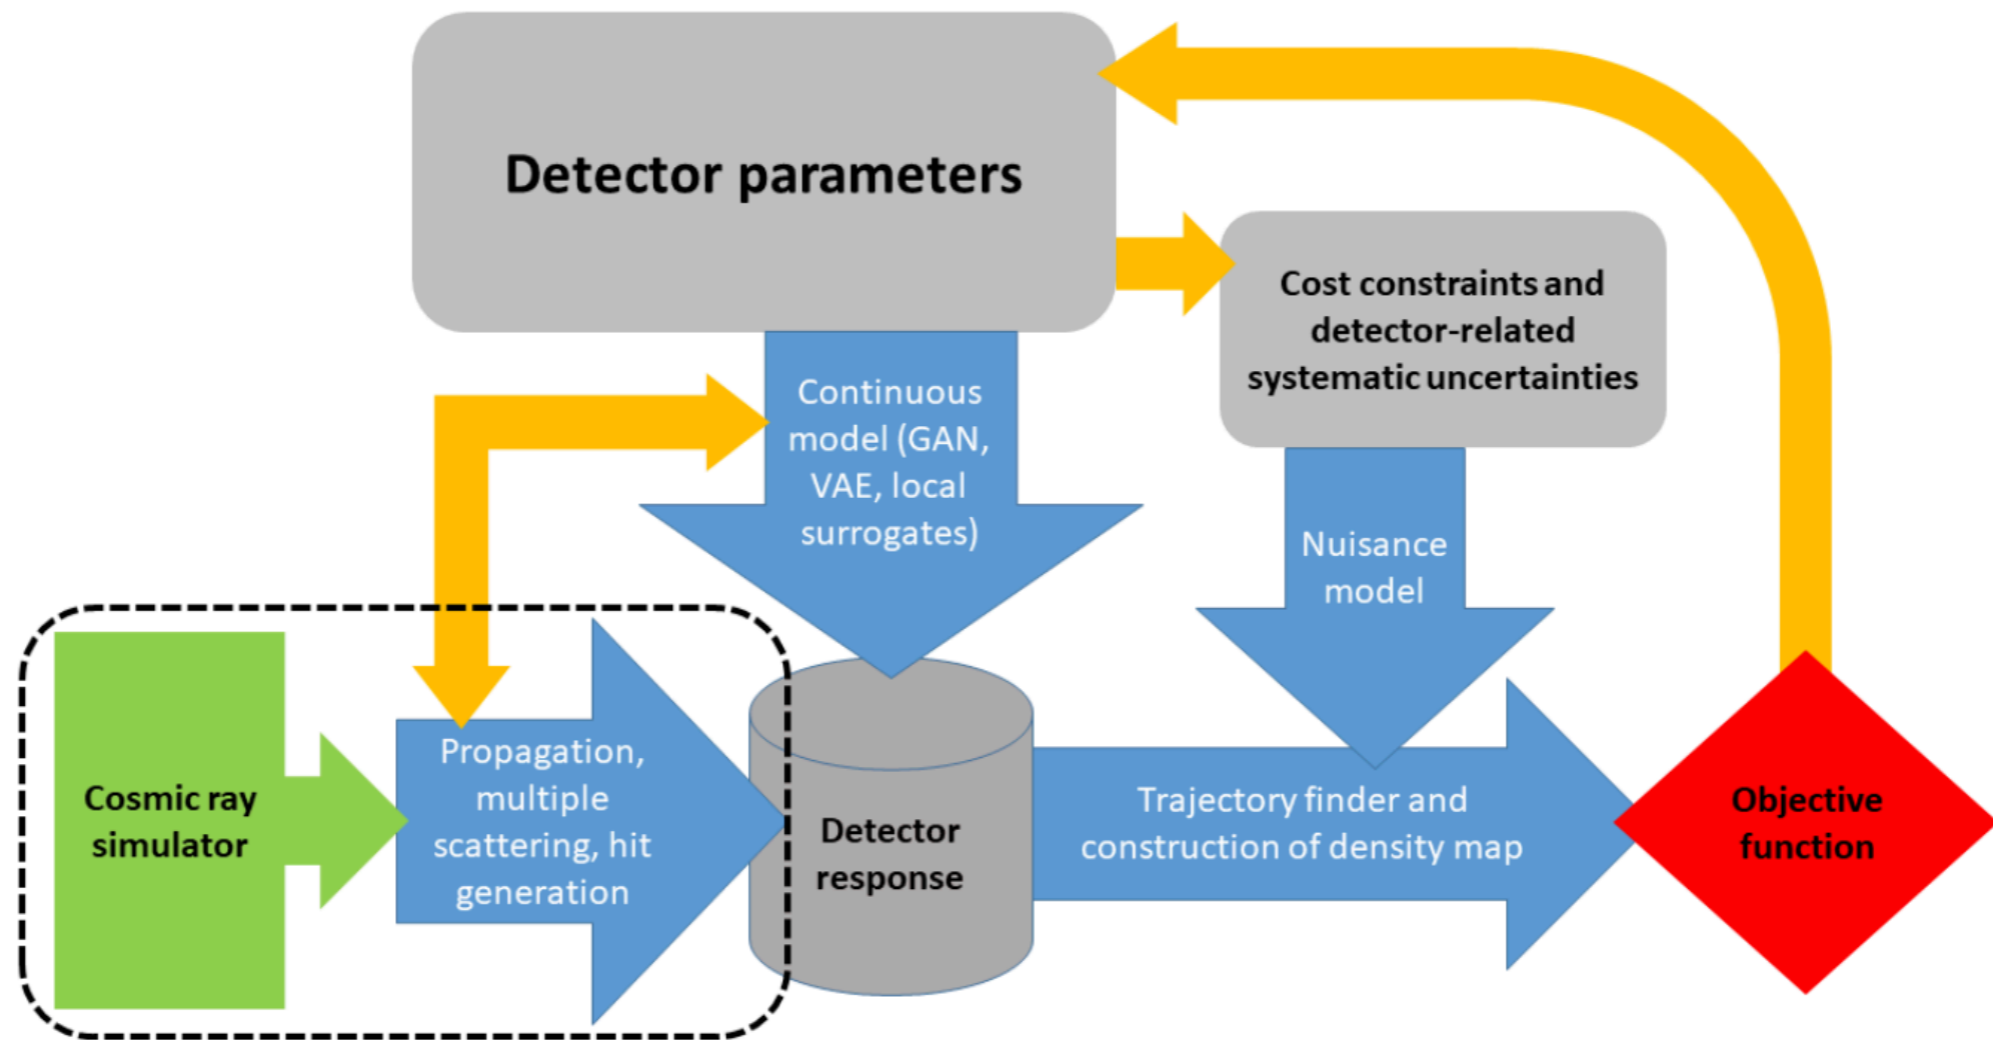 Detector parameters
Cost constraints and
detector-related
systematic uncertainties
Continuous
model (GAN,
VAE, local
surrogates)
Nuisance
model
Cosmic ray
simulator
Propagation,
multiple
scattering, hit
generation
Detector
response
Trajectory finder and
construction of density map
Objective
function